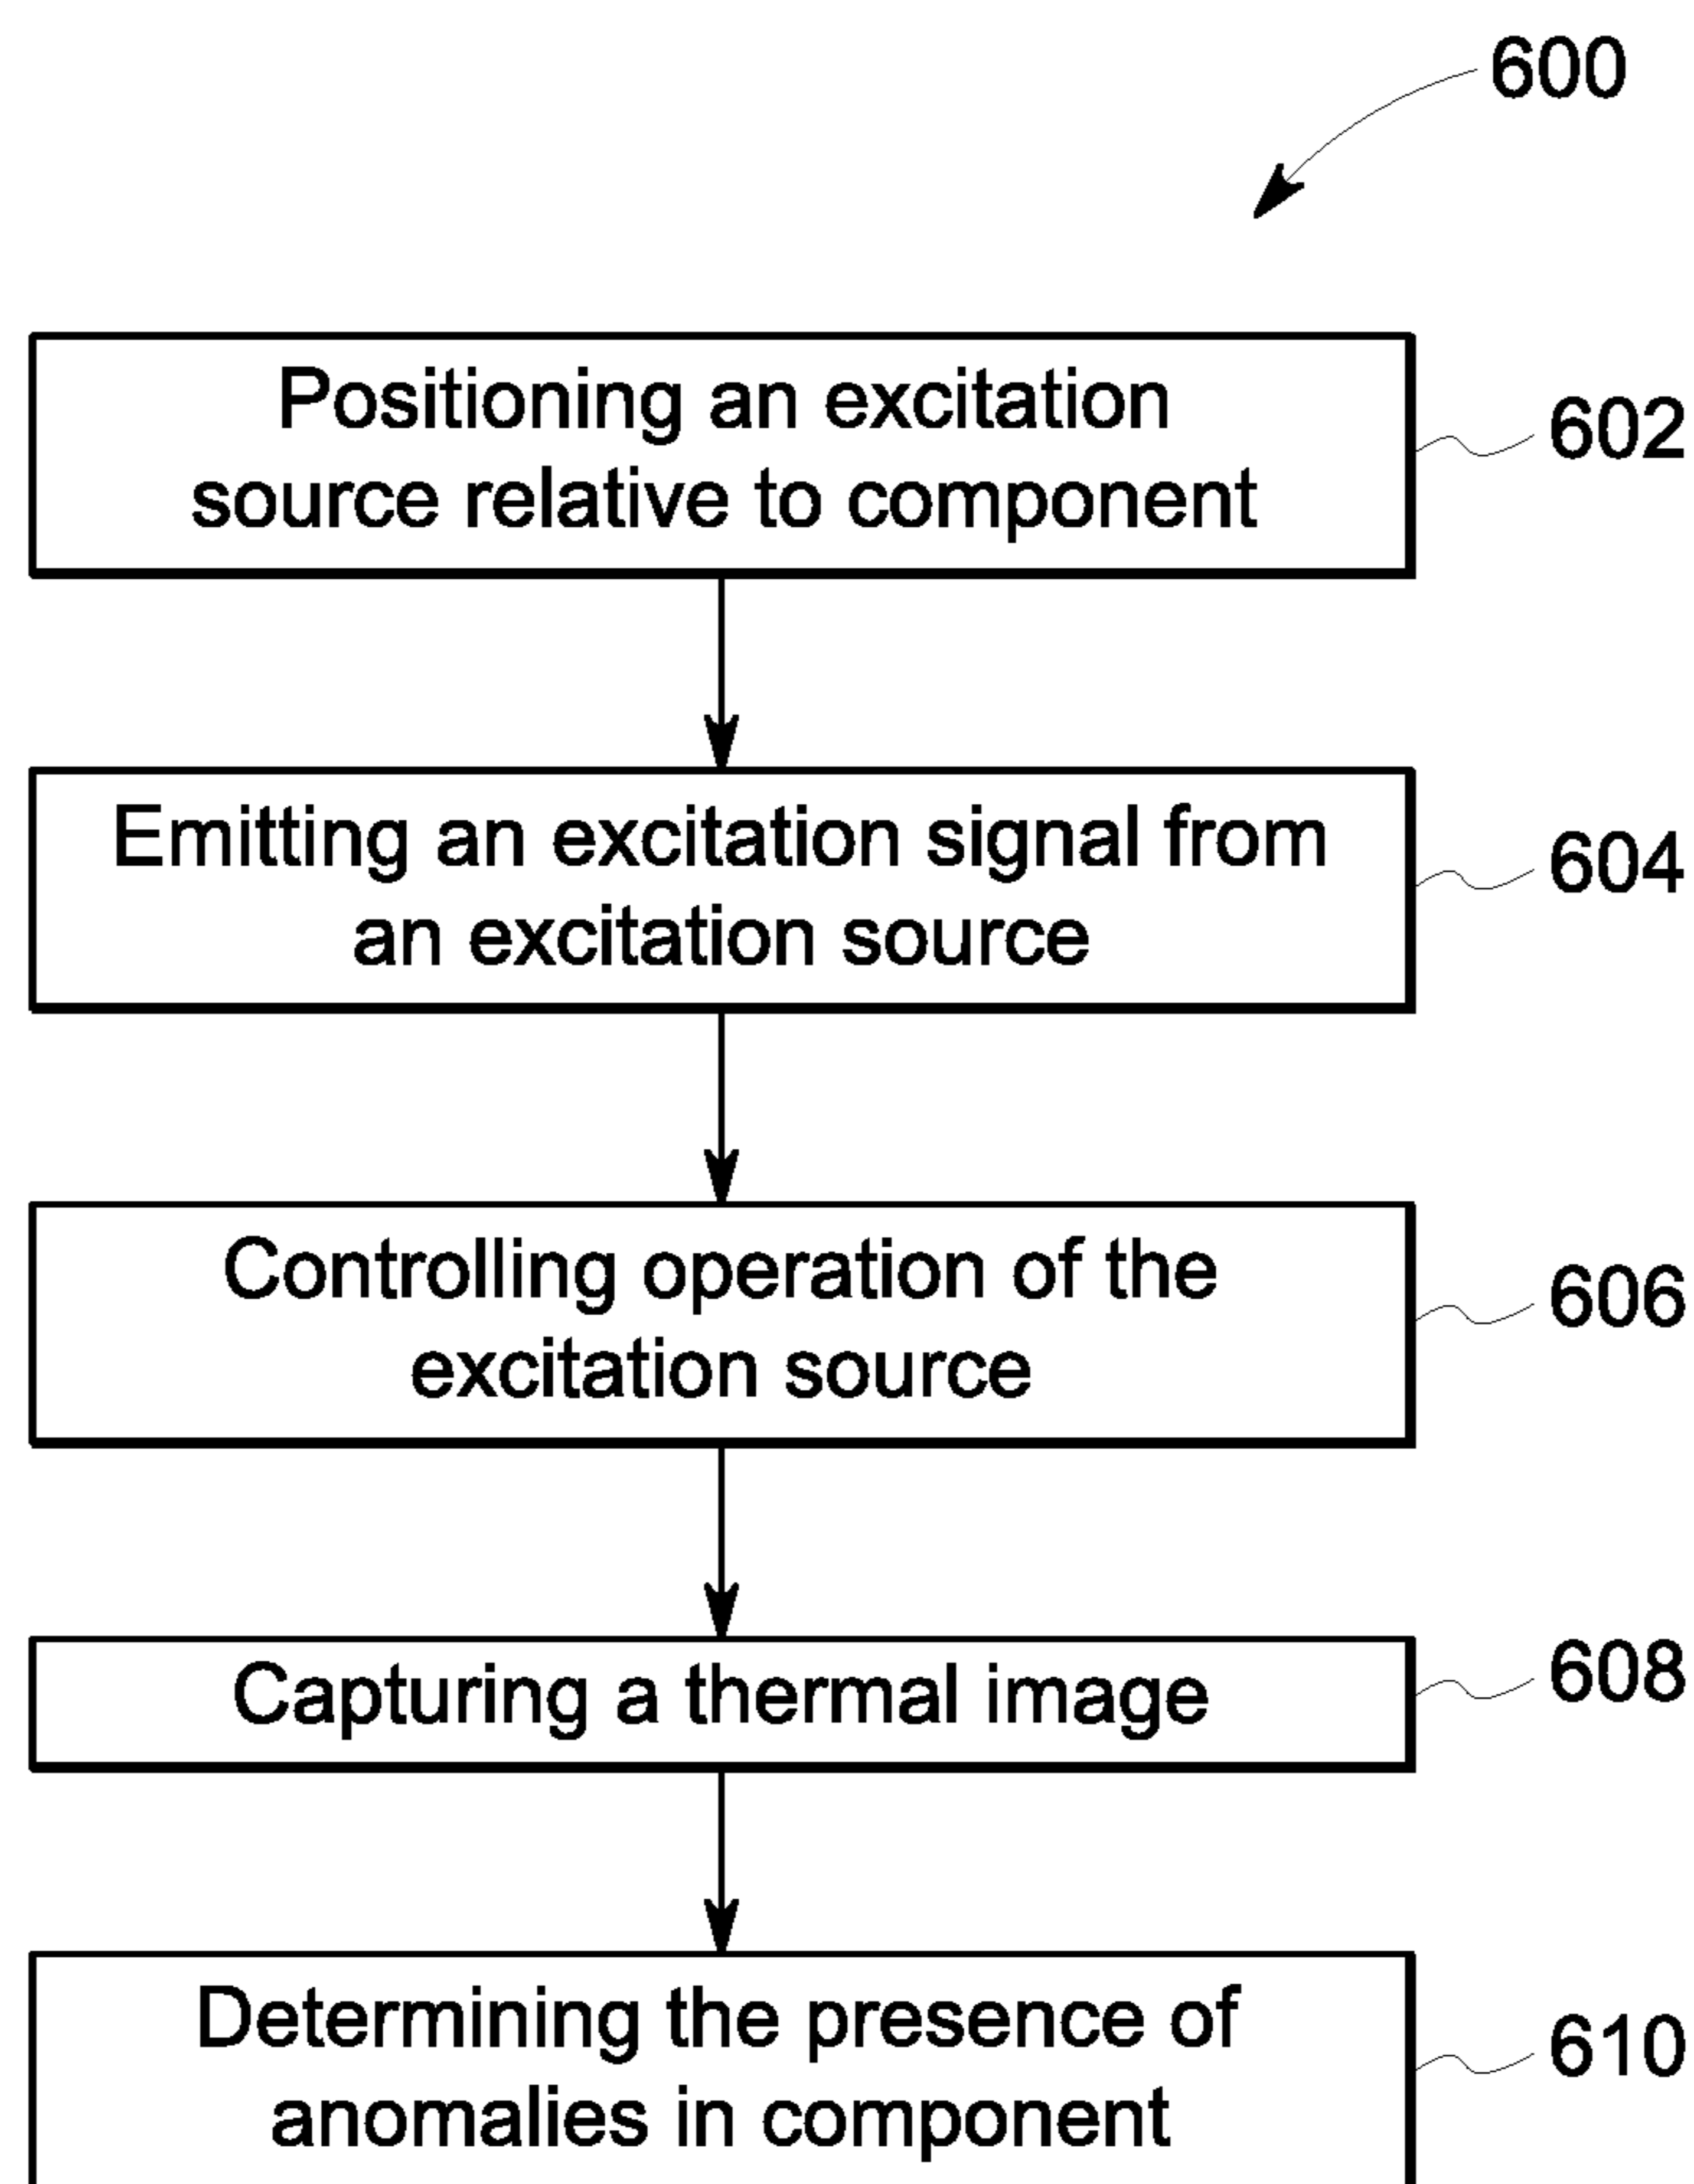 600
Positioning an excitation
source relative to component
602
Emitting an excitation signal from
an excitation source
604
Controlling operation of the
excitation source
606
Capturing a thermal image
608
Determining the presence of
anomalies in component
610